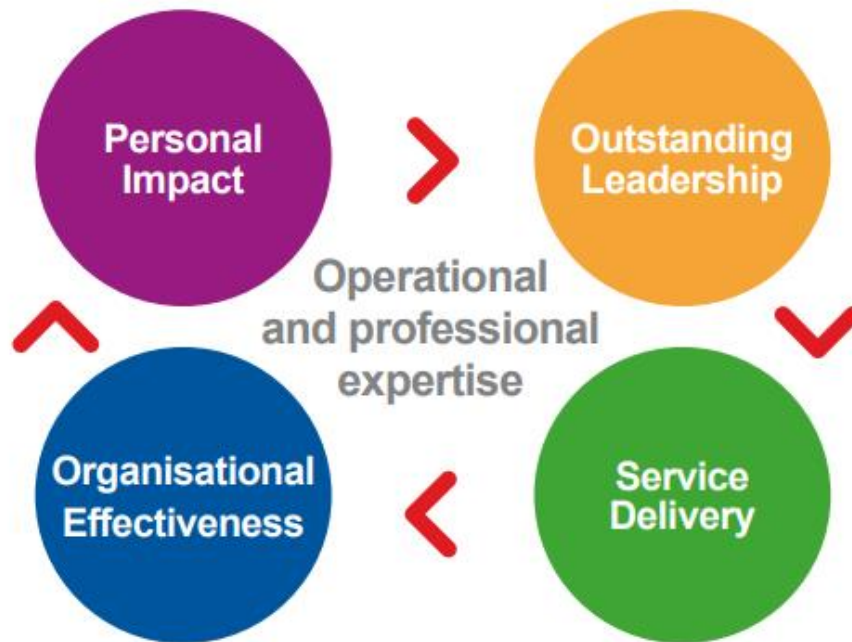 Personal
Impact
Outstanding
Leadership
Operational
and professional
expertise
Organisational
Effectiveness
Service
Delivery